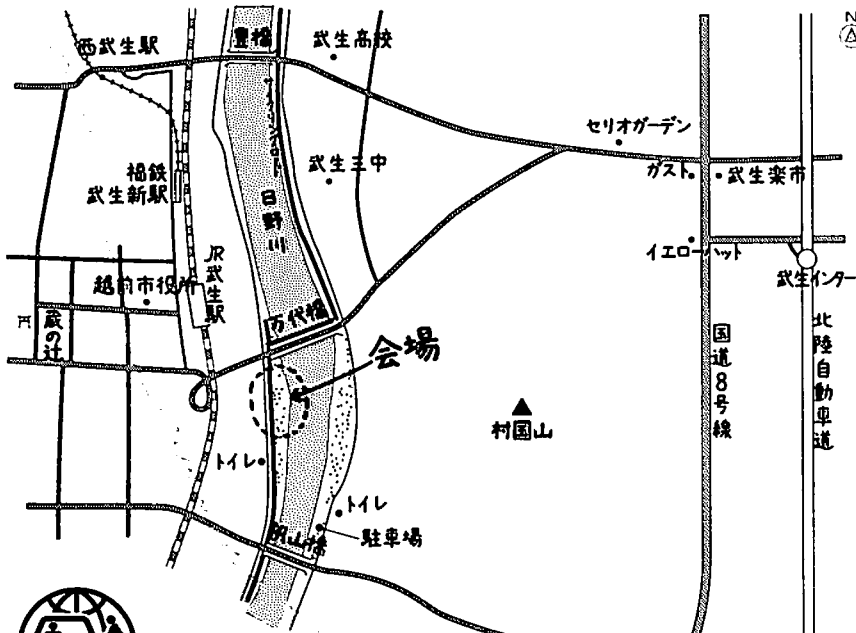 N
西武生駅
豊橋
武生高校
サイクリングロード
セリオガーデン
福鉄
武生新駅
武生三中
ガスト
武生楽市
日野川
JR武生駅
イエローハット
武生インター
越前市役所
万代橋
蔵の辻
会場
国道8号線
北陸自動車道
村国山
トイレ
トイレ
駐車場